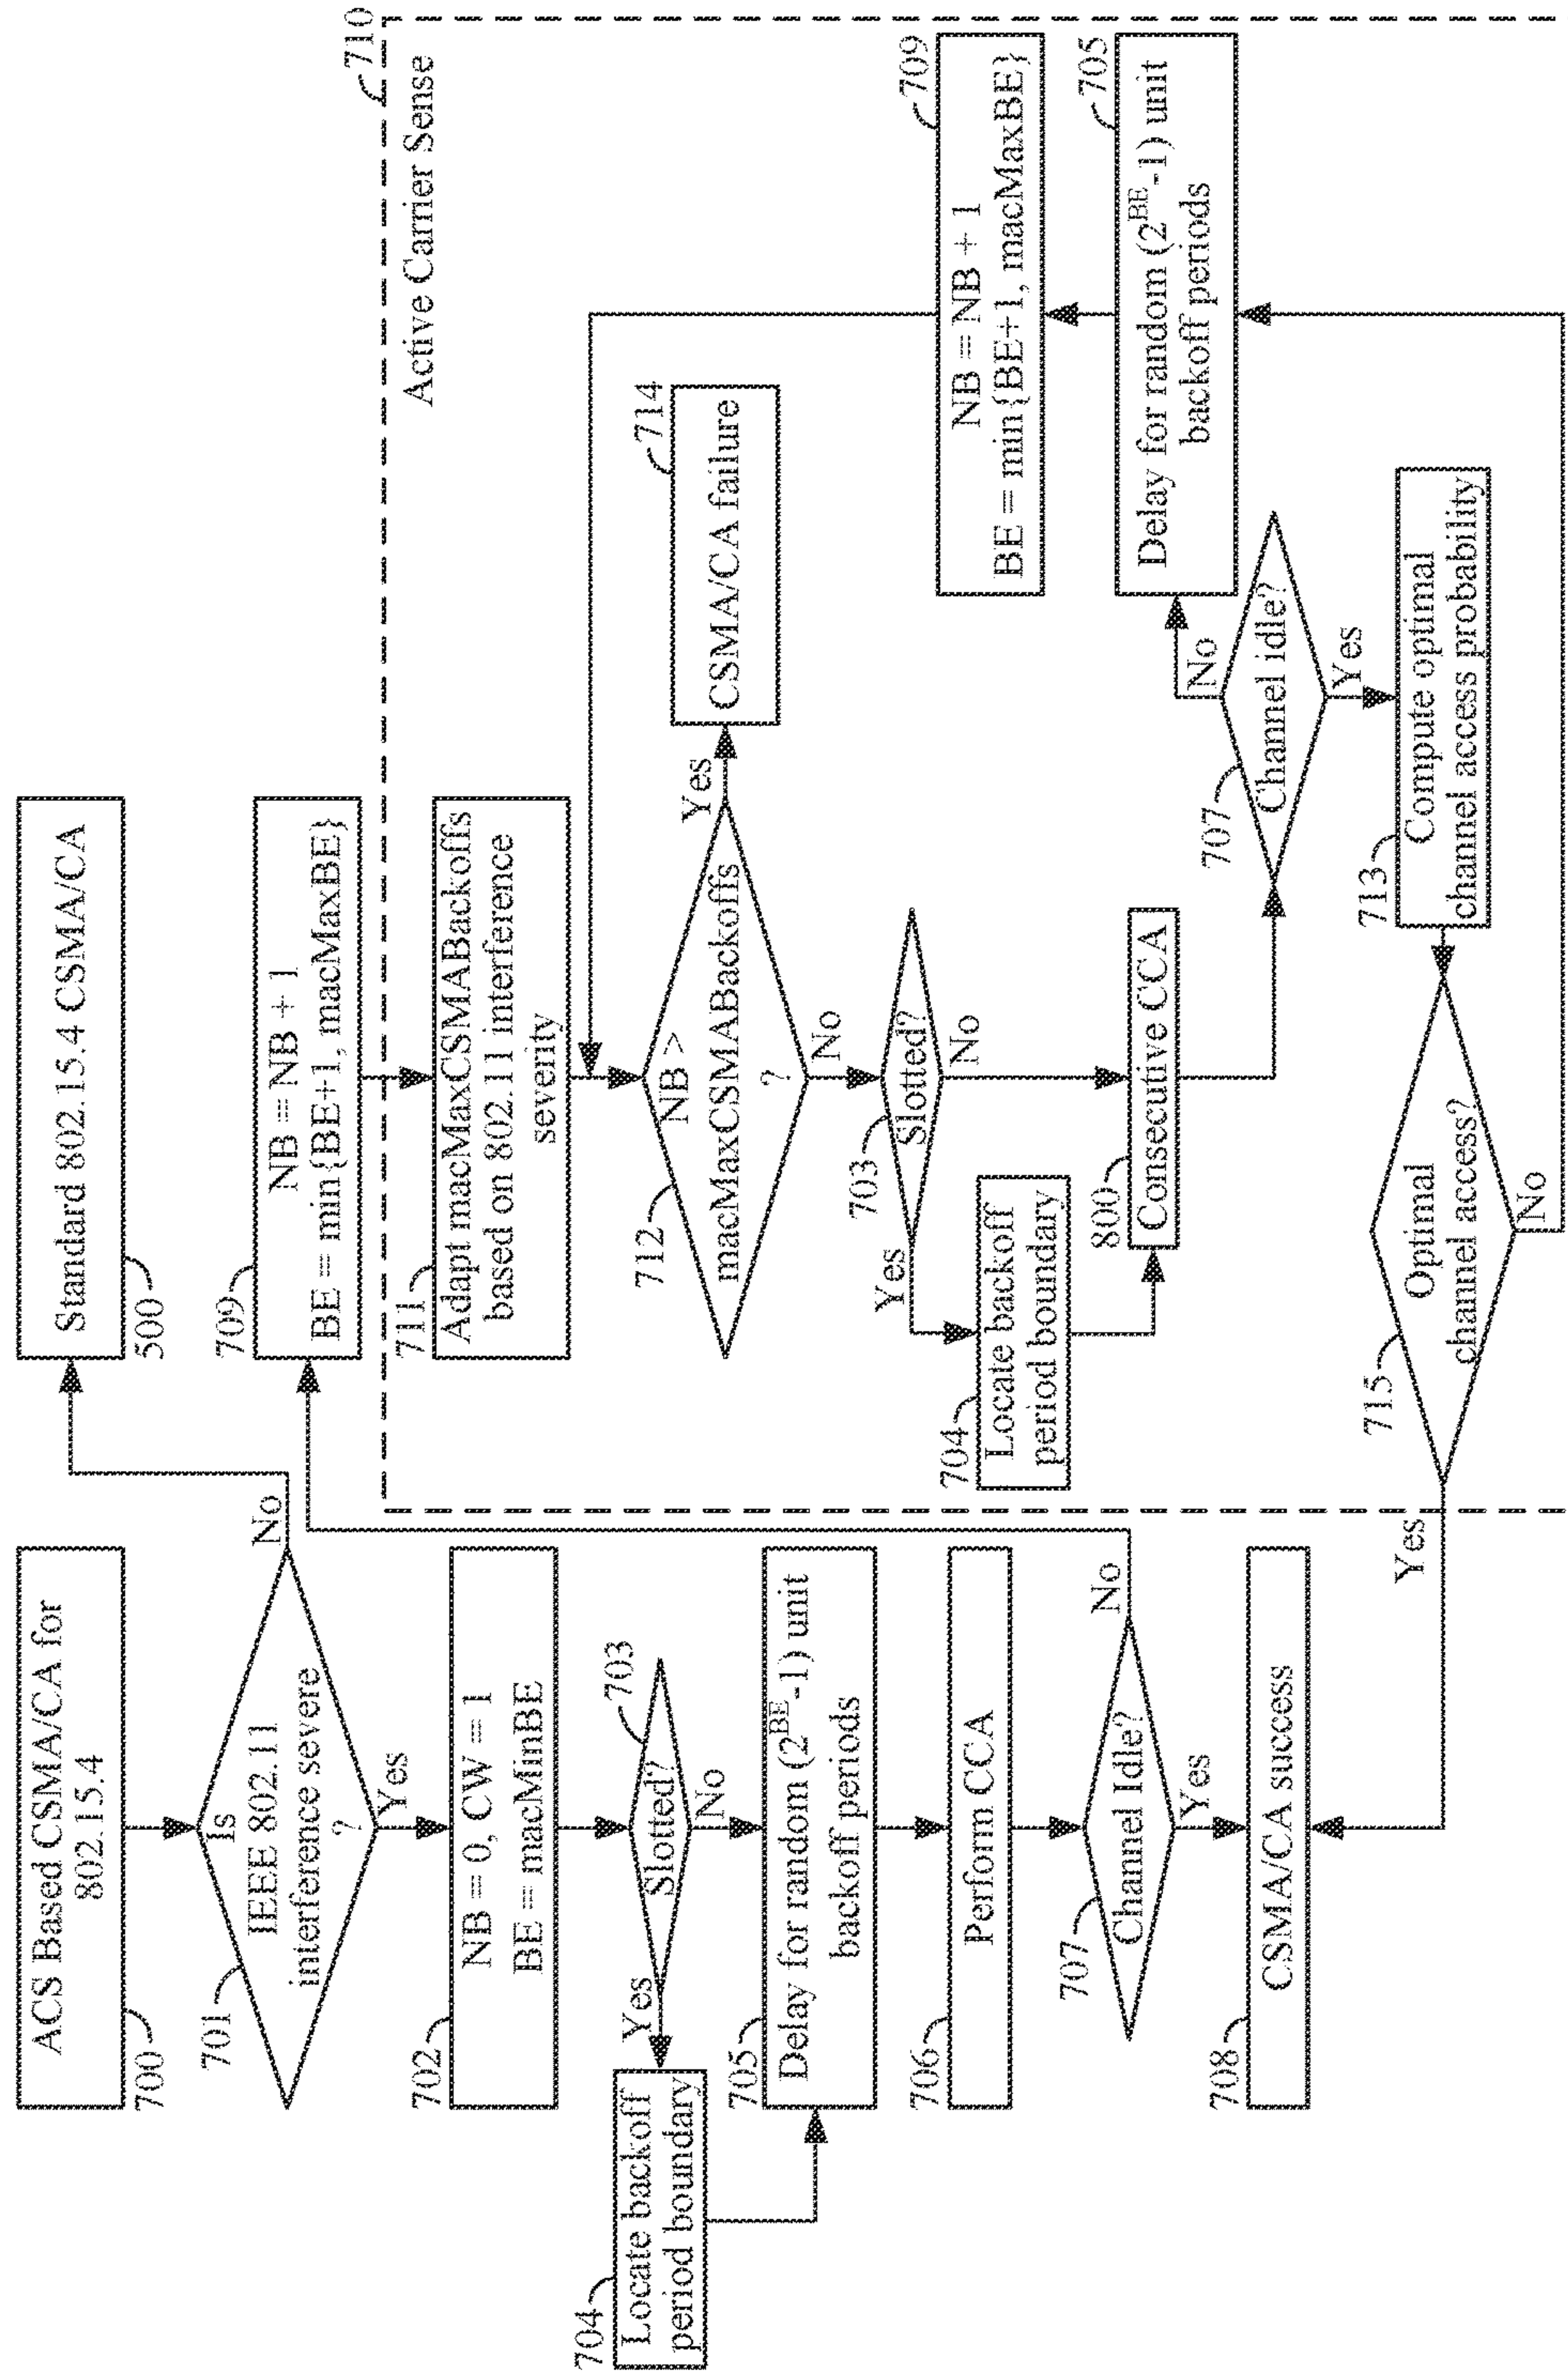 ACS Based CSMA/CA for
802.15.4
700
Is
IEEE 802.11
interference severe
?
701
No
Yes
Standard 802.15.4 CSMA/CA
500
702
NB = 0, CW = 1
BE = macMinBE
703
Slotted?
Yes
No
704
Locate backoff
period boundary
705
Delay for random (2^BE-1) unit
backoff periods
706
Perform CCA
707
Channel Idle?
No
Yes
708
CSMA/CA success
709
NB = NB + 1
BE = min{BE+1, macMaxBE}
710
Active Carrier Sense
711
Adapt macMaxCSMABackoffs
based on 802.11 interference
severity
712
NB >
macMaxCSMABackoffs
?
Yes
No
714
CSMA/CA failure
703
Slotted?
Yes
No
704
Locate backoff
period boundary
800
Consecutive CCA
707
Channel idle?
No
Yes
709
NB = NB + 1
BE = min{BE+1, macMaxBE}
705
Delay for random (2^BE-1) unit
backoff periods
713
Compute optimal
channel access probability
715
Optimal
channel access?
No
Yes